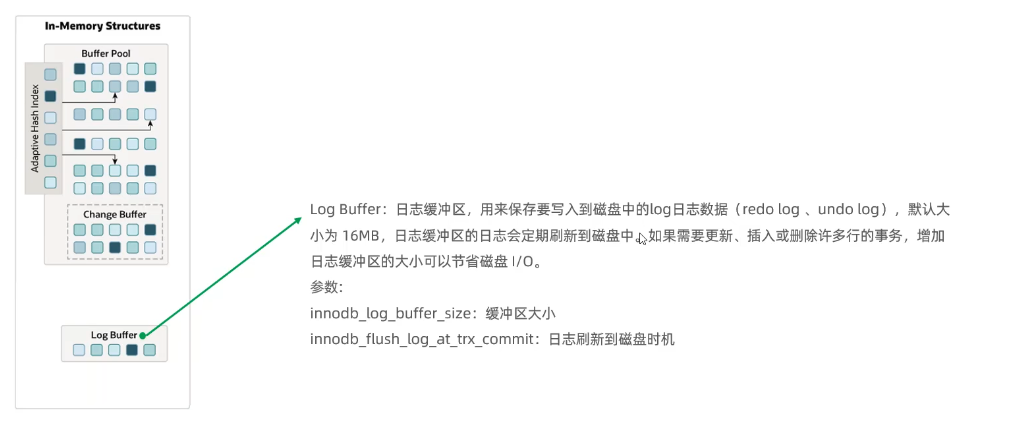 In-Memory Structures
Buffer Pool
Adaptive Hash Index
Change Buffer
Log Buffer
Log Buffer：日志缓冲区，用来保存要写入到磁盘中的log日志数据（redo log 、undo log），默认大
小为 16MB，日志缓冲区的日志会定期刷新到磁盘中。如果需要更新、插入或删除许多行的事务，增加
日志缓冲区的大小可以节省磁盘 I/O。
参数：
innodb_log_buffer_size：缓冲区大小
innodb_flush_log_at_trx_commit：日志刷新到磁盘时机